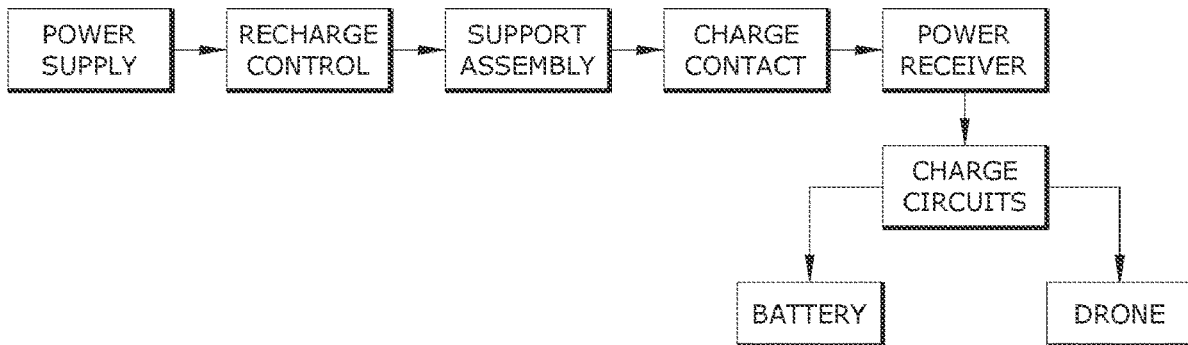 POWER
SUPPLY
RECHARGE
CONTROL
SUPPORT
ASSEMBLY
CHARGE
CONTACT
POWER
RECEIVER
CHARGE
CIRCUITS
BATTERY
DRONE